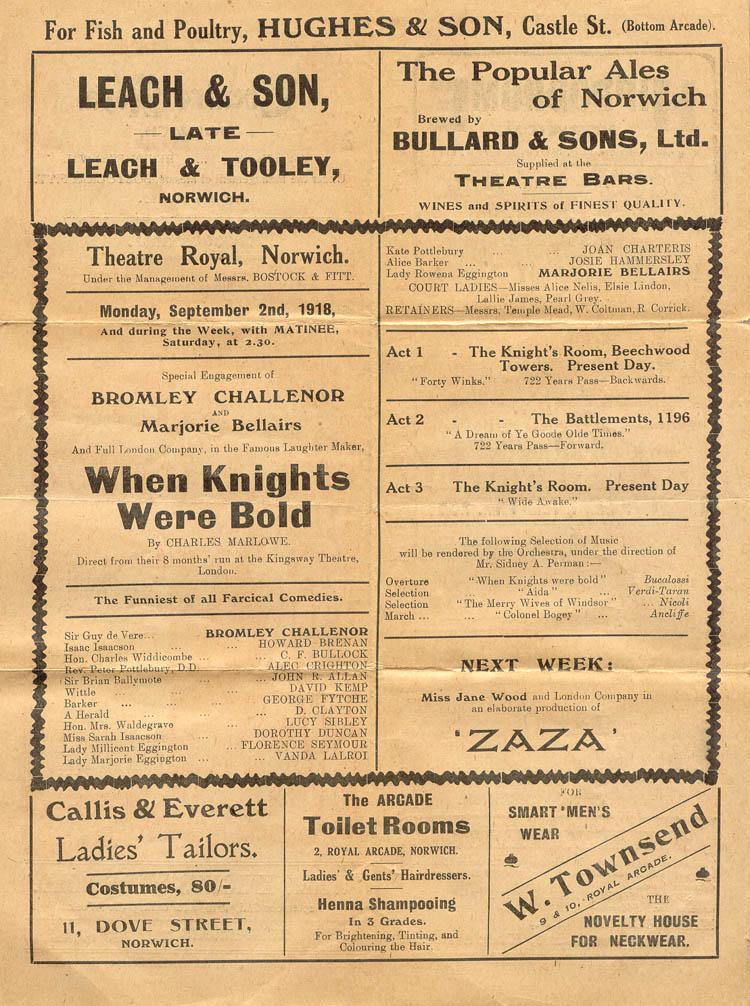 For Fish and Poultry, HUGHES & SON, Castle St. (Bottom Arcade).
LEACH & SON,
— LATE —
LEACH & TOOLEY,
NORWICH.
The Popular Ales
of Norwich
Brewed by
BULLARD & SONS, Ltd.
Supplied at the
THEATRE BARS.
WINES and SPIRITS of FINEST QUALITY.
Theatre Royal, Norwich.
Under the Management of Messrs. BOSTOCK & FITT.
Monday, September 2nd, 1918,
And during the Week, with MATINEE,
Saturday, at 2.30.
Special Engagement of
BROMLEY CHALLENOR
AND
Marjorie Bellairs
And Full London Company, in the Famous Laughter Maker,
When Knights
Were Bold
By CHARLES MARLOWE.
Direct from their 8 months' run at the Kingsway Theatre,
London.
The Funniest of all Farcical Comedies.
Sir Guy de Vere... BROMLEY CHALLENOR
Isaac Isaacson ... HOWARD BRENAN
Hon. Charles Widdicombe ... C. F. BULLOCK
Rev. Peter Pottlebury, D.D. ALEC CRIGHTON
Sir Brian Ballymote ... JOHN R. ALLAN
Wittle ... DAVID KEMP
Barker ... ... GEORGE FYTCHE
A Herald ... ... D. CLAYTON
Hon. Mrs. Waldegrave ... LUCY SIBLEY
Miss Sarah Isaacson ... DOROTHY DUNCAN
Lady Millicent Eggington ... FLORENCE SEYMOUR
Lady Marjorie Eggington ... VANDA LALROI
Kate Pottlebury ... ... JOAN CHARTERIS
Alice Barker ... ... JOSIE HAMMERSLEY
Lady Rowena Eggington MARJORIE BELLAIRS
COURT LADIES—Misses Alice Nelis, Elsie Lindon,
Lallie James, Pearl Grey.
RETAINERS—Messrs. Temple Mead, W. Coltman, R. Corrick.
Act 1 - The Knight's Room, Beechwood
Towers. Present Day.
"Forty Winks." 722 Years Pass—Backwards.
Act 2 - - The Battlements, 1196
"A Dream of Ye Goode Olde Times."
722 Years Pass—Forward.
Act 3 The Knight's Room. Present Day
"Wide Awake."
The following Selection of Music
will be rendered by the Orchestra, under the direction of
Mr. Sidney A. Perman:—
Overture "When Knights were bold" Bucalossi
Selection "Aida" ... Verdi-Taran
Selection "The Merry Wives of Windsor" ... Nicoli
March ... ... "Colonel Bogey" ... Ancliffe
NEXT WEEK:
Miss Jane Wood and London Company in
an elaborate production of
'ZAZA'
Callis & Everett
Ladies' Tailors.
Costumes, 80/-
11, DOVE STREET,
NORWICH.
The ARCADE
Toilet Rooms
2, ROYAL ARCADE, NORWICH.
Ladies' & Gents' Hairdressers.
Henna Shampooing
In 3 Grades.
For Brightening, Tinting, and
Colouring the Hair.
FOR
SMART MEN'S
WEAR
W. Townsend
9 & 10, ROYAL ARCADE.
THE
NOVELTY HOUSE
FOR NECKWEAR.